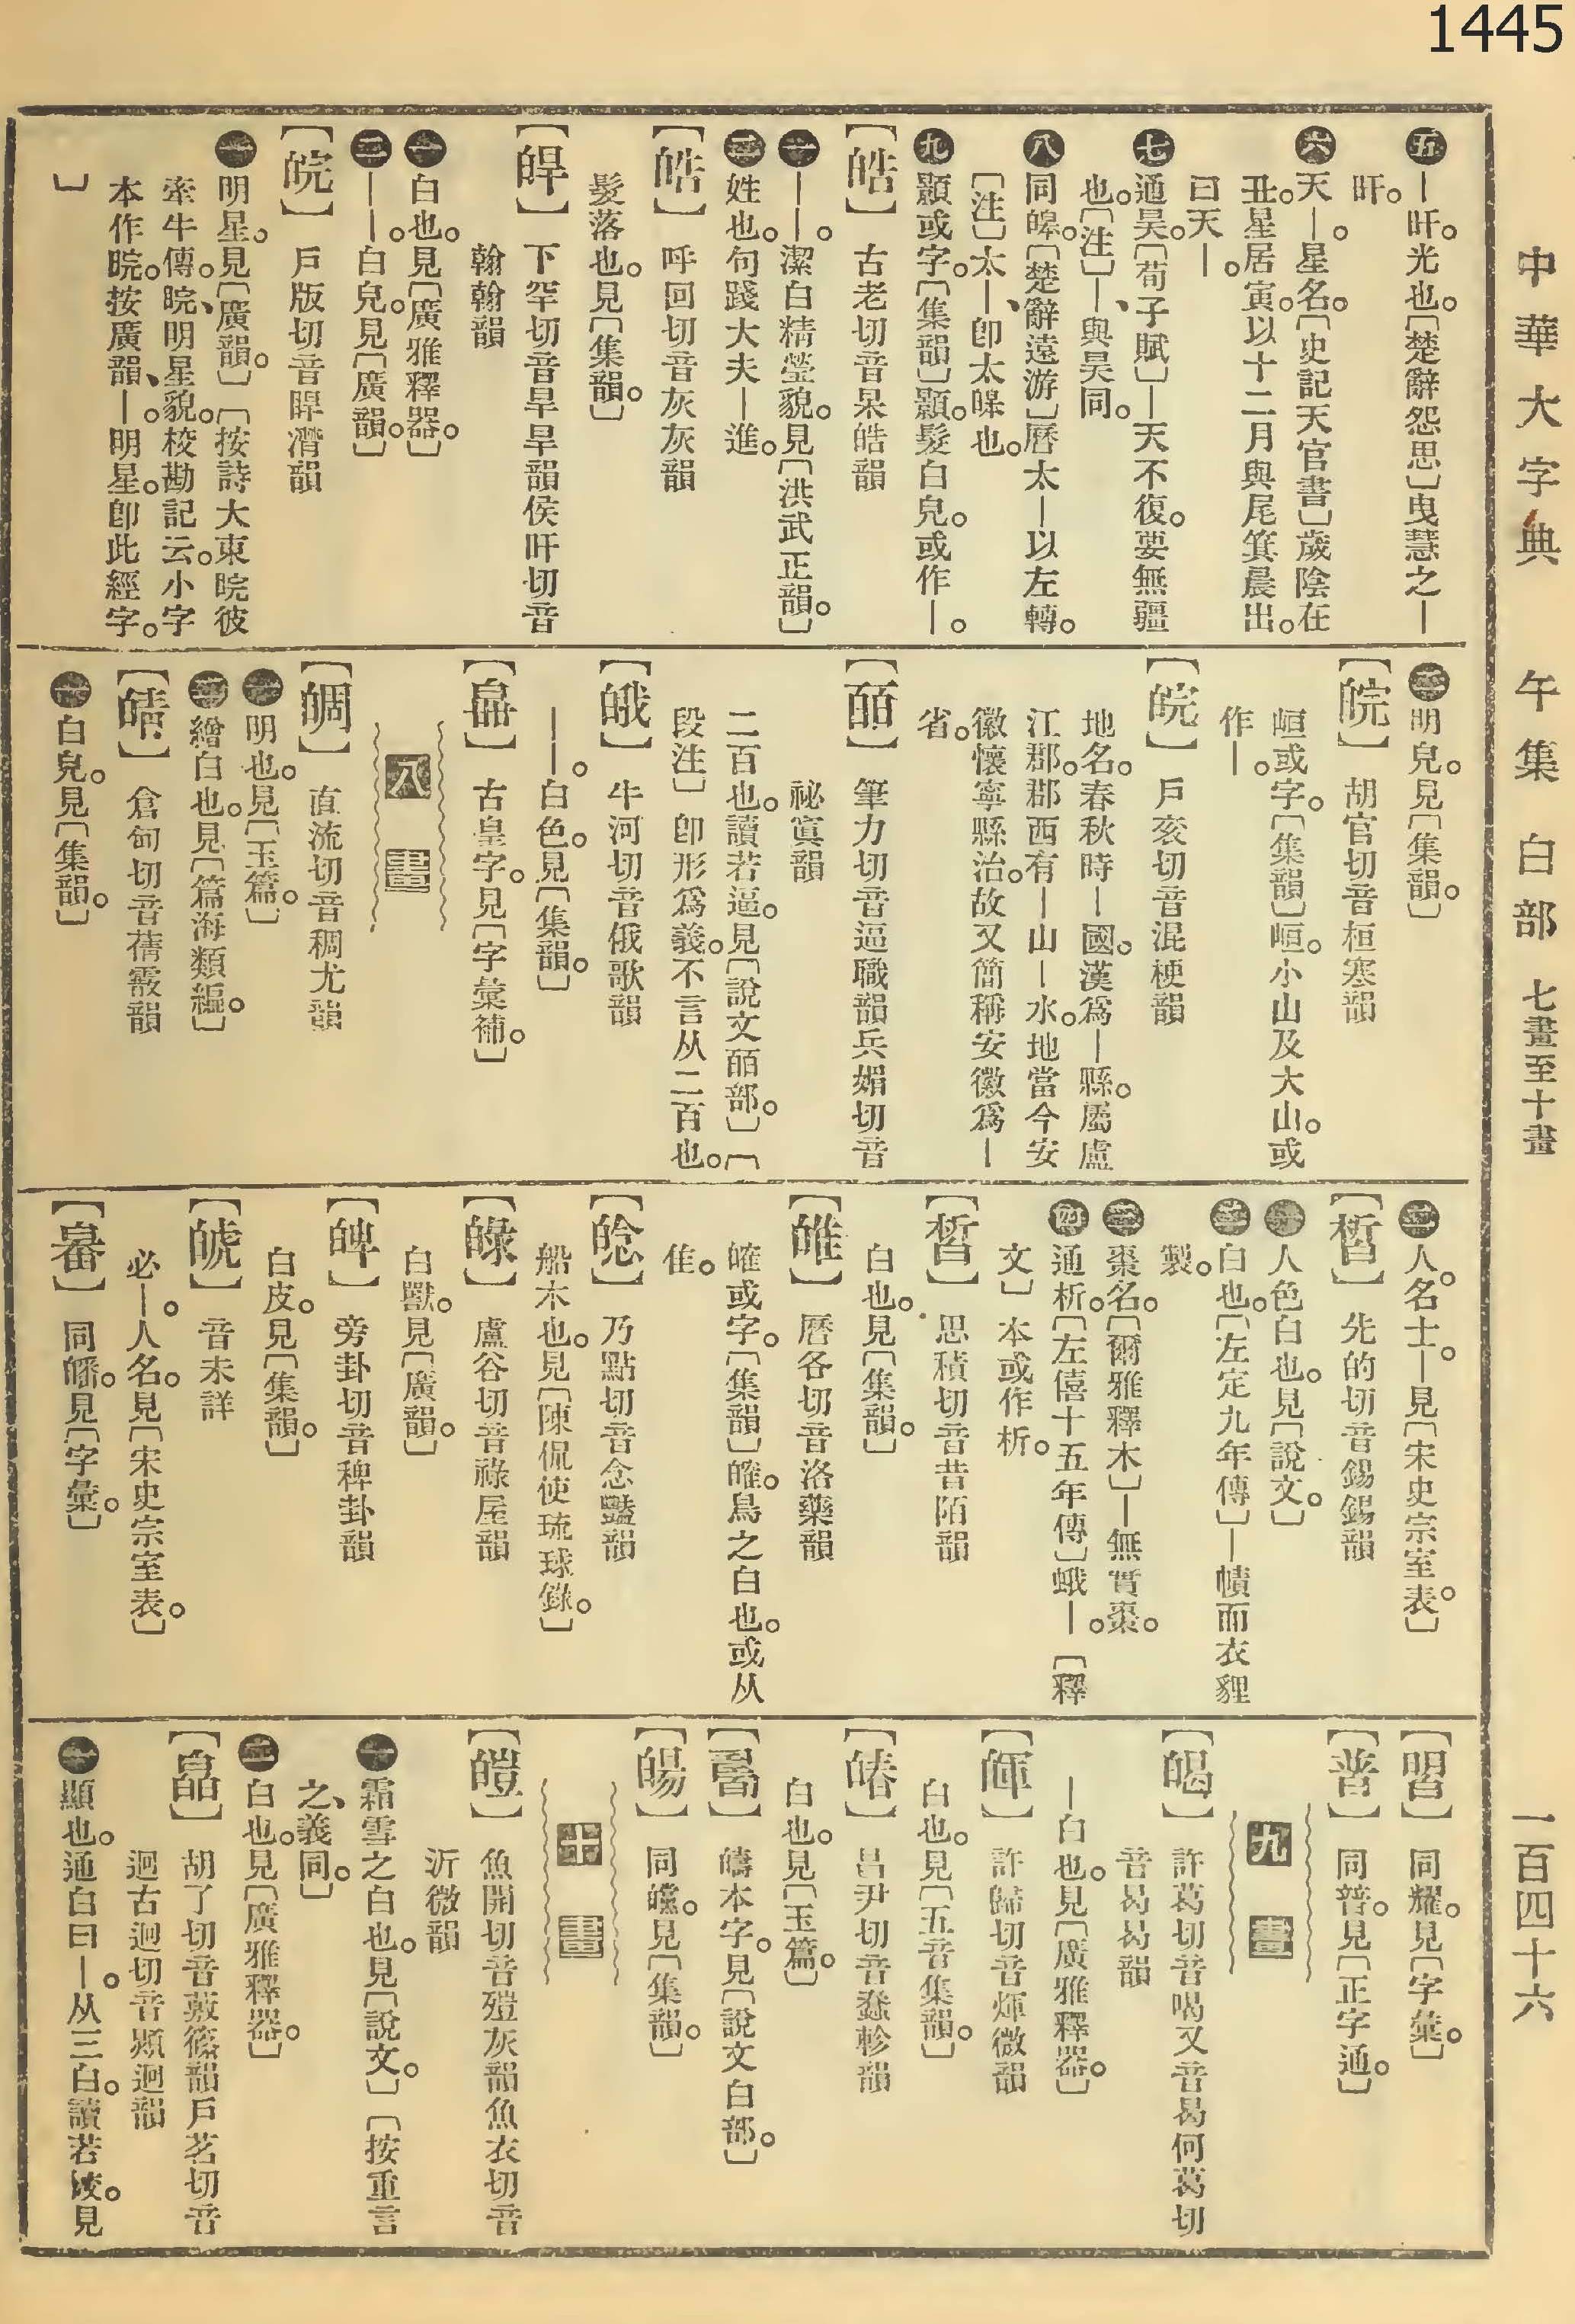 1445
中華大字典 午集 白部 七畫至十畫 一百四十六
五 ―旰。光也。〔楚辭怨思〕曳慧之―
旰。
六 天―。星名。〔史記天官書〕歲陰在
丑。星居寅。以十二月與尾箕晨出。
曰天―。
七 通昊。〔荀子賦〕―天不復。要無疆
也。〔注〕―、與昊同。
八 同皞。〔楚辭遠游〕曆太―以左轉。
〔注〕太―、卽太皞也。
九 顥或字。〔集韻〕顥。髮白皃。或作―。
【皓】 古老切音杲皓韻
一 ――。潔白精瑩貌。見〔洪武正韻。〕
二 姓也。句踐大夫―進。
【皓】 呼回切音灰灰韻
髮落也。見〔集韻。〕
【皔】 下罕切音旱旱韻侯旰切音
翰翰韻
一 白也。見〔廣雅釋器。〕
二 ――。白皃。見〔廣韻。〕
【皖】 戶版切音睅潸韻
一 明星。見〔廣韻。〕〔按詩大東睆彼
牽牛傳。睆、明星貌。校勘記云。小字
本作晥。按廣韻、―。明星。卽此經字。
〕
二 明皃。見〔集韻。〕
【皖】 胡官切音桓寒韻
峘或字。〔集韻〕峘。小山及大山。或
作―。
【皖】 戶袞切音混梗韻
地名。春秋時―國。漢爲―縣。屬盧
江郡。郡西有―山―水。地當今安
徽懷寧縣治。故又簡稱安徽爲―
省。
【皕】 筆力切音逼職韻兵媚切音
祕寘韻
二百也。讀若逼。見〔說文皕部。〕〔
段注〕卽形爲義。不言从二百也。
【皒】 牛河切音俄歌韻
――。白色。見〔集韻。〕
古皇字。見〔字彙補。〕
八畫
【皗】 直流切音稠尤韻
一 明也。見〔玉篇。〕
二 繒白也。見〔篇海類編。〕
【皘】 倉甸切音蒨霰韻
一 白皃。見〔集韻。〕
二 人名。士―。見〔宋史宗室表。〕
【皙】 先的切音錫錫韻
一 人色白也。見〔說文。〕
二 白也。〔左定九年傳〕―幘而衣貍
製。
三 棗名。〔爾雅釋木〕―無實棗。
四 通析。〔左僖十五年傳〕蛾―。〔釋
文〕本或作析。
【皙】 思積切音昔陌韻
白也。見〔集韻。〕
【皠】 曆各切音洛藥韻
㿥或字。〔集韻〕㿥。鳥之白也。或从
隹。
【䀫】 乃點切音念豔韻
船木也。見〔陳侃使琉球錄。〕
【䴪】 盧谷切音祿屋韻
白獸。見〔廣韻。〕
【皉】 旁卦切音稗卦韻
白皮。見〔集韻。〕
音未詳
必―。人名。見〔宋史宗室表。〕
同皤。見〔字彙。〕
同耀。見〔字彙。〕
同普。見〔正字通。〕
九畫
【𤾉】 許葛切音喝又音曷何葛切
音曷曷韻
―白也。見〔廣雅釋器。〕
【皹】 許歸切音煇微韻
白也。見〔五音集韻。〕
【䁞】 尺尹切音蠢軫韻
白也。見〔玉篇。〕
𤾊本字。見〔說文白部。〕
同皭。見〔集韻。〕
十畫
【皚】 魚開切音殪灰韻魚衣切音
沂微韻
一 霜雪之白也。見〔說文。〕〔按重言
之、義同。〕
二 白也。見〔廣雅釋器。〕
【皛】 胡了切音皛篠韻戶茗切音
迥古迥切音熲迥韻
一 顯也。通白曰―。从三白。讀若皎。見